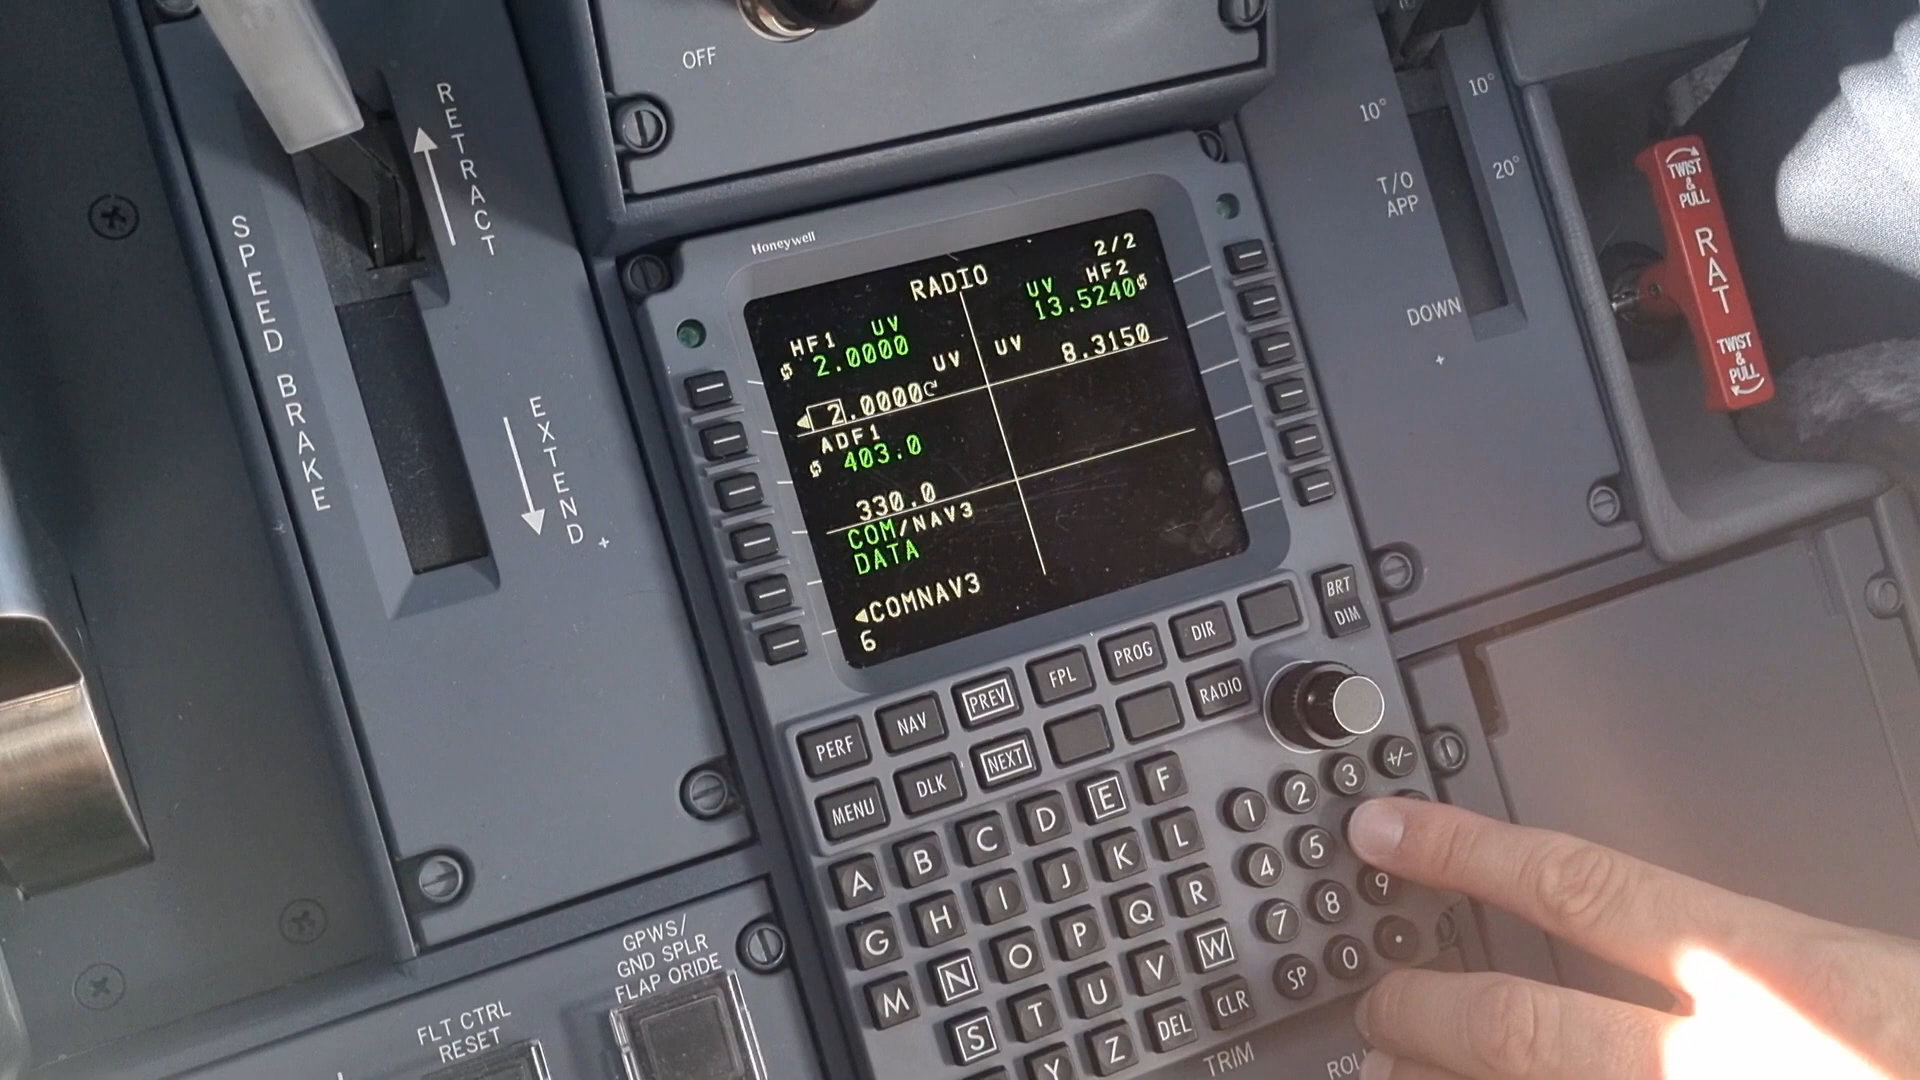 OFF
RETRACT
SPEED BRAKE
EXTEND
Honeywell
RADIO
2/2
HF1 UV
2.0000
UV
2.0000
UV HF2
13.5240
UV 8.3150
ADF1
403.0
330.0
COM/NAV3
DATA
COMNAV3
6
10° 10°
20°
T/O
APP
DOWN
TWIST
&
PULL
RAT
TWIST
&
PULL
BRT
DIM
PERF NAV PREV FPL PROG DIR
MENU DLK NEXT RADIO
A B C D E F
G H I J K L
M N O P Q R
S T U V W
Y Z DEL CLR
1 2 3 +/-
4 5
7 8 9
SP 0 .
GPWS/
GND SPLR
FLAP ORIDE
FLT CTRL
RESET
TRIM